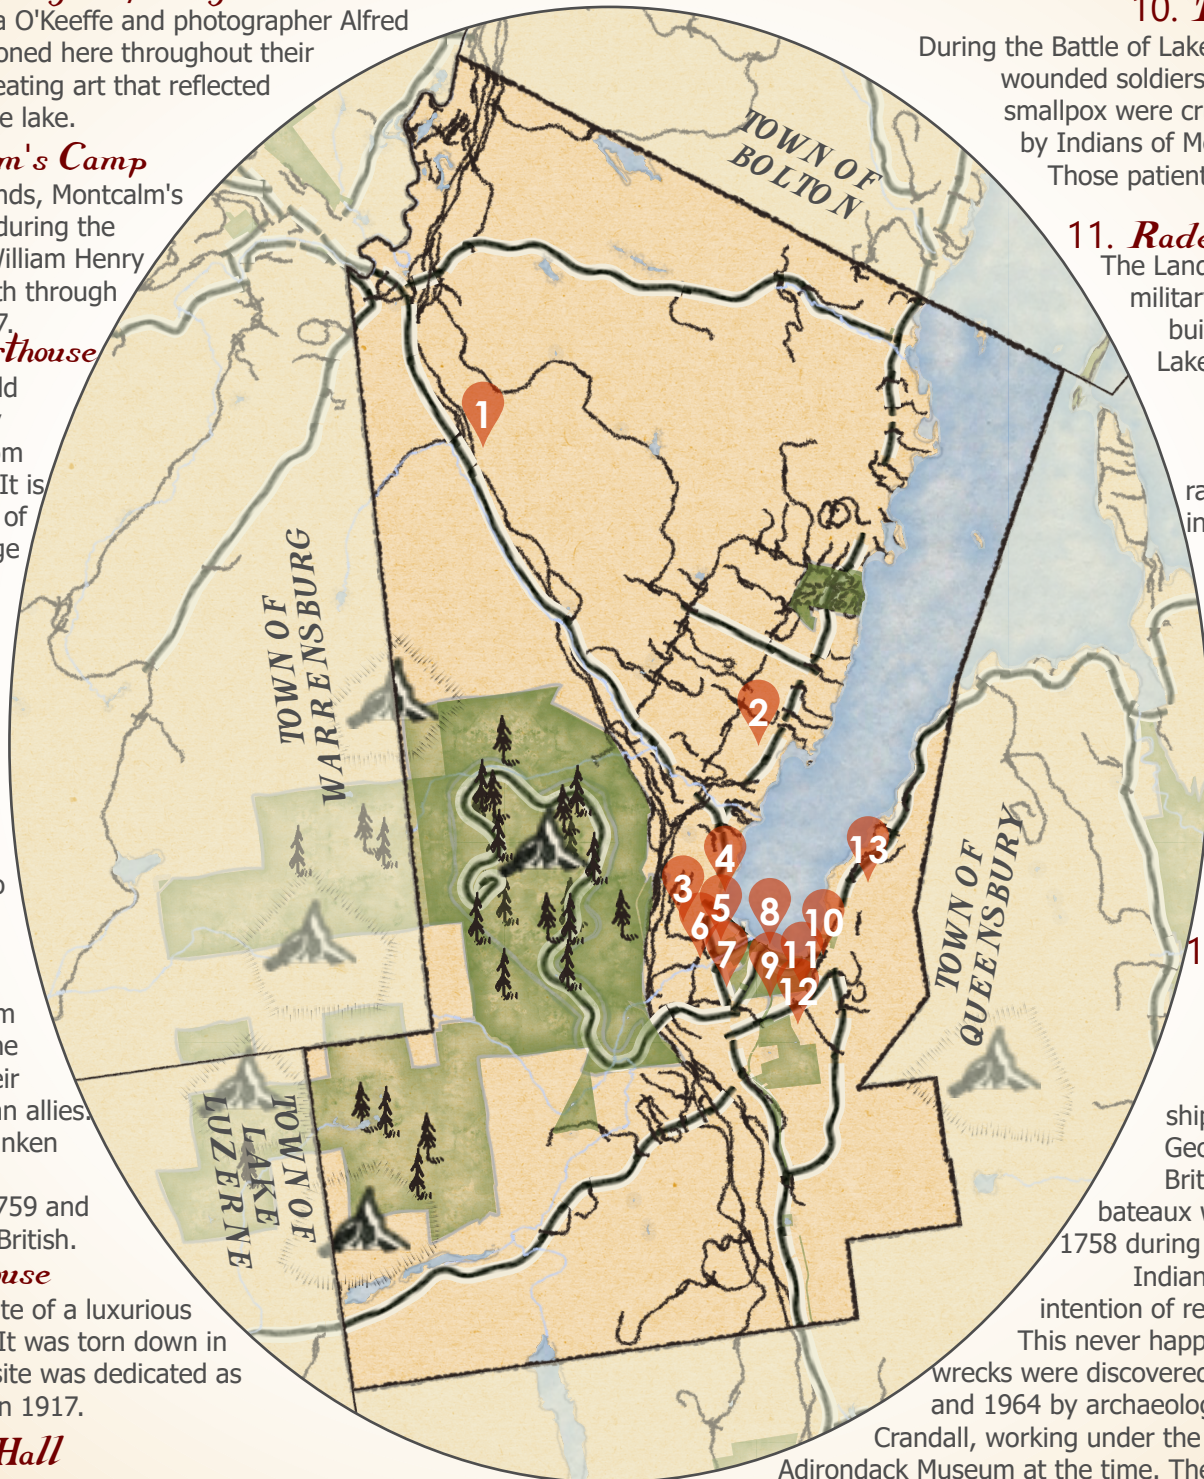 a O'Keeffe and photographer Alfred
oned here throughout their
eating art that reflected
e lake.
m's Camp
nds, Montcalm's
during the
William Henry
th through
7.
rthouse
ld
om
It is
of
ge
o
m
ne
eir
an allies.
nken
759 and
British.
ouse
te of a luxurious
It was torn down in
site was dedicated as
n 1917.
Hall
TOWN OF
BOLTON
TOWN OF
WARRENSBURG
TOWN OF
QUEENSBURY
TOWN OF
LAKE
LUZERNE
1
2
3
4
5
6
7
8
9
10
11
12
13
10.
During the Battle of Lake
wounded soldiers
smallpox were cr
by Indians of M
Those patient
11. Rade
The Land
militar
bui
Lake
ra
in
1
ship
Geo
Brit
bateaux w
1758 during
Indian
intention of re
This never happ
wrecks were discovered
and 1964 by archaeolog
Crandall, working under the
Adirondack Museum at the time. The